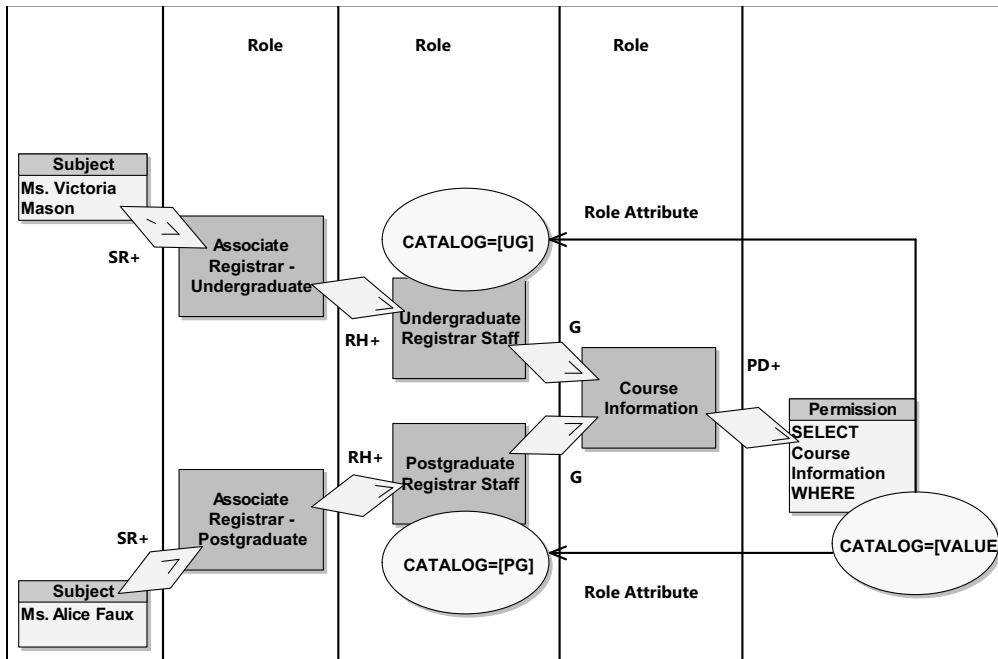 Role
Role
Role
Subject
Ms. Victoria
Mason
SR+
Associate
Registrar -
Undergraduate
RH+
CATALOG=[UG]
Undergraduate
Registrar Staff
Role Attribute
G
Course
Information
PD+
Permission
SELECT
Course
Information
WHERE
CATALOG=[VALUE
Postgraduate
Registrar Staff
RH+
G
CATALOG=[PG]
Role Attribute
Associate
Registrar -
Postgraduate
SR+
Subject
Ms. Alice Faux